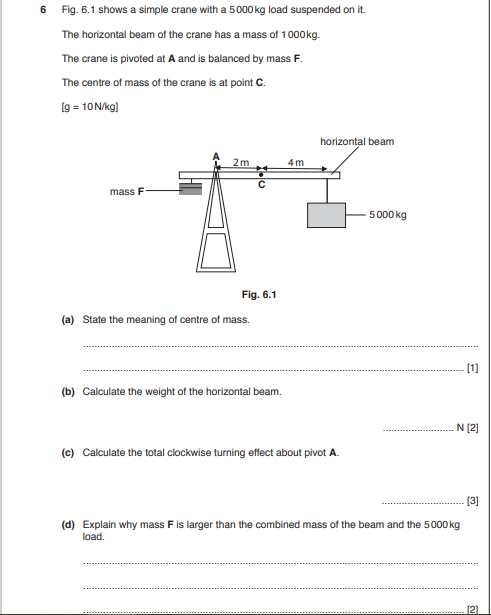 6 Fig. 6.1 shows a simple crane with a 5000 kg load suspended on it.
The horizontal beam of the crane has a mass of 1000 kg.
The crane is pivoted at A and is balanced by mass F.
The centre of mass of the crane is at point C.
[g = 10 N/kg]
horizontal beam
A
2 m
4 m
C
mass F
5000 kg
Fig. 6.1
(a) State the meaning of centre of mass.
.......................................................................................................................
.................................................................................................................. [1]
(b) Calculate the weight of the horizontal beam.
........................ N [2]
(c) Calculate the total clockwise turning effect about pivot A.
........................... [3]
(d) Explain why mass F is larger than the combined mass of the beam and the 5000 kg
load.
.......................................................................................................................
.......................................................................................................................
.................................................................................................................. [2]